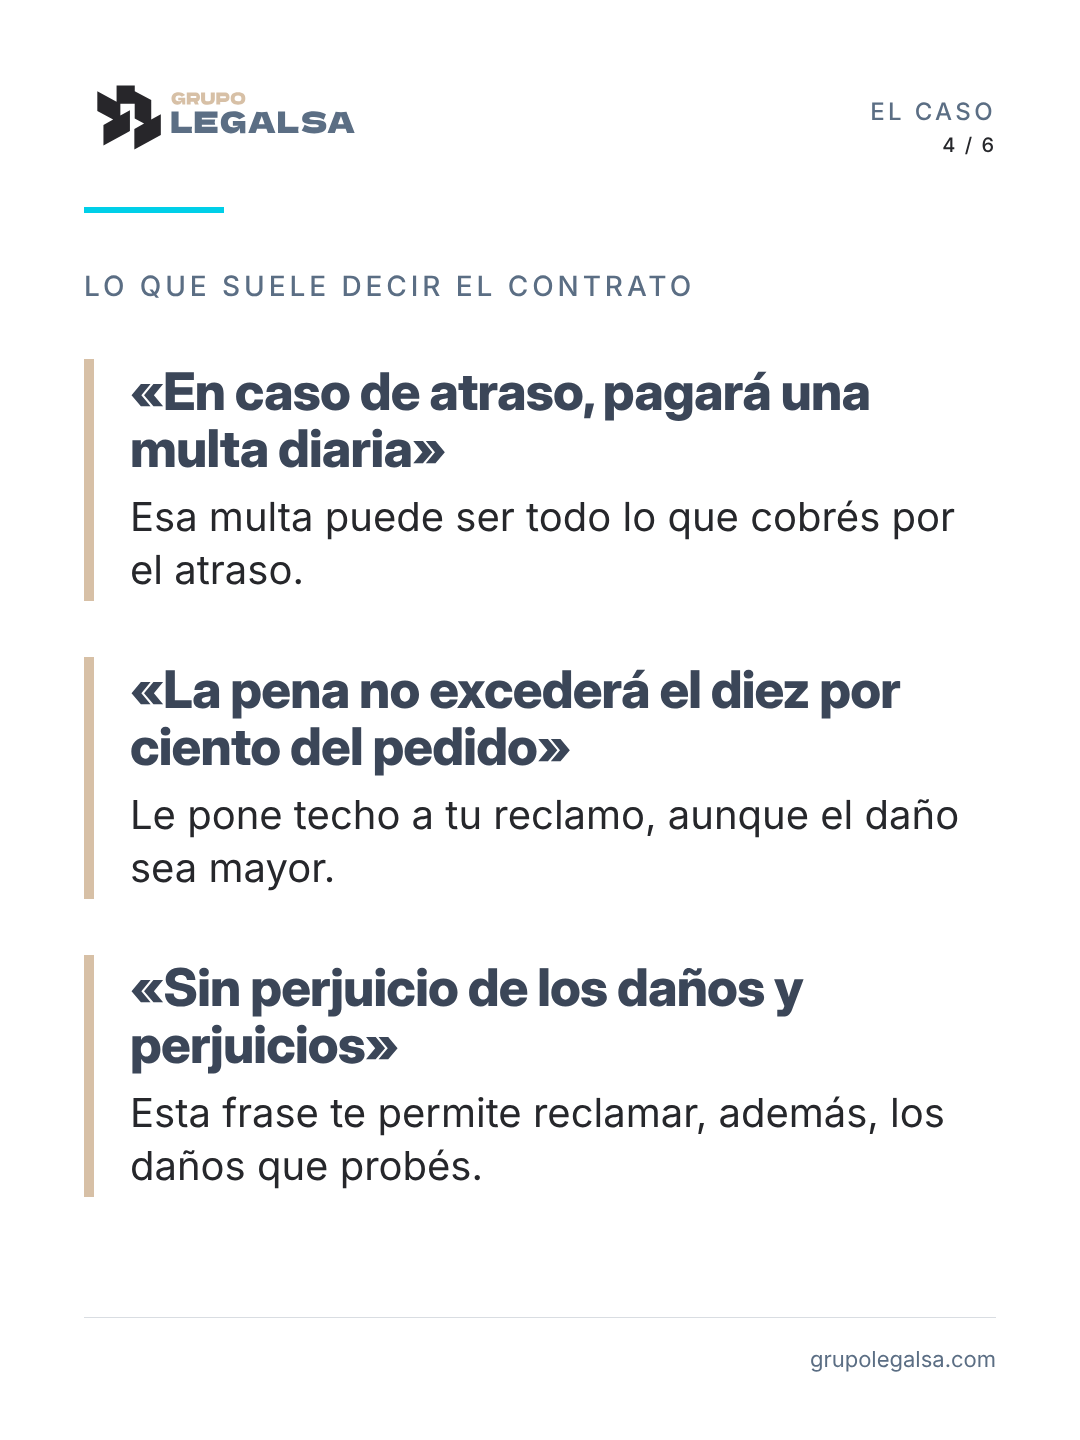 GRUPO
LEGALSA
EL CASO
4 / 6
LO QUE SUELE DECIR EL CONTRATO
«En caso de atraso, pagará una
multa diaria»
Esa multa puede ser todo lo que cobrés por
el atraso.
«La pena no excederá el diez por
ciento del pedido»
Le pone techo a tu reclamo, aunque el daño
sea mayor.
«Sin perjuicio de los daños y
perjuicios»
Esta frase te permite reclamar, además, los
daños que probés.
grupolegalsa.com